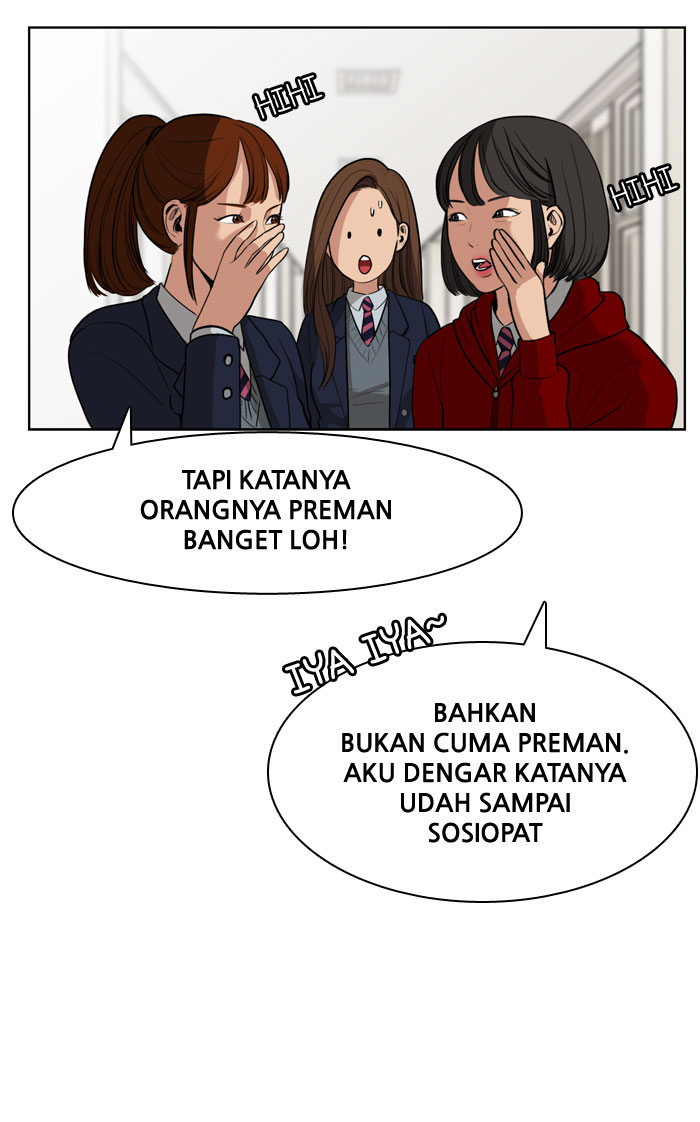 HIHI
HIHI
TAPI KATANYA
ORANGNYA PREMAN
BANGET LOH!
IYA IYA~
BAHKAN
BUKAN CUMA PREMAN.
AKU DENGAR KATANYA
UDAH SAMPAI
SOSIOPAT